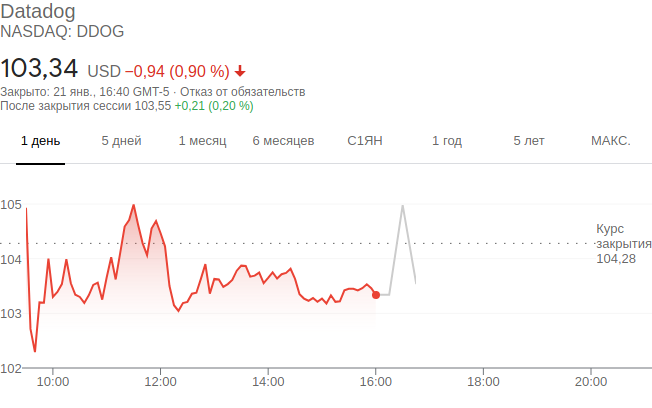 Datadog
NASDAQ: DDOG
103,34 USD −0,94 (0,90 %)
Закрыто: 21 янв., 16:40 GMT-5 · Отказ от обязательств
После закрытия сессии 103,55 +0,21 (0,20 %)
1 день 5 дней 1 месяц 6 месяцев С1ЯН 1 год 5 лет МАКС.
105
Курс
закрытия
104,28
104
103
102
10:00 12:00 14:00 16:00 18:00 20:00